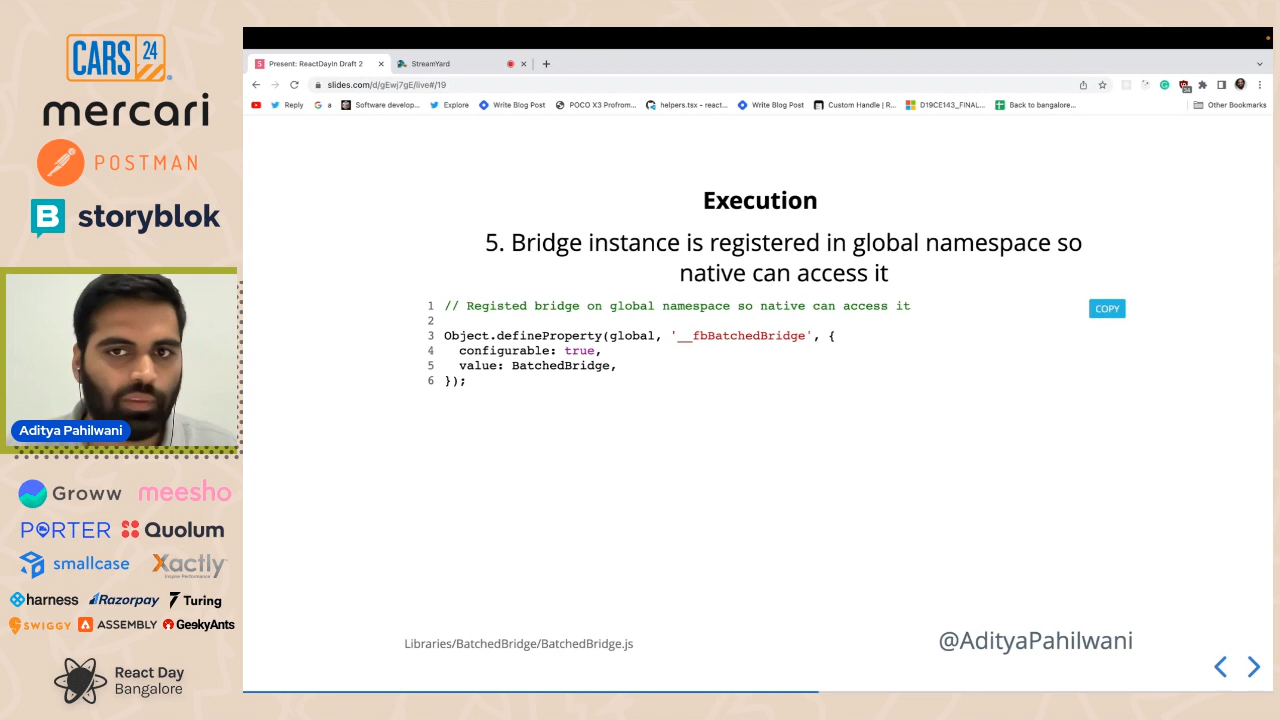 CARS 24
mercari
POSTMAN
storyblok
Aditya Pahilwani
Groww meesho
PORTER Quolum
smallcase Xactly
Inspire Performance
harness Razorpay Turing
SWIGGY ASSEMBLY GeekyAnts
React Day
Bangalore
Present: ReactDayIn Draft 2
StreamYard
slides.com/d/gEwj7gE/live#/19
Reply
G a
Software develop...
Explore
Write Blog Post
POCO X3 Profrom...
helpers.tsx - react...
Write Blog Post
Custom Handle | R...
D19CE143_FINAL...
Back to bangalore...
Other Bookmarks
Execution
5. Bridge instance is registered in global namespace so
native can access it
COPY
1 // Registed bridge on global namespace so native can access it
2
3 Object.defineProperty(global, '__fbBatchedBridge', {
4 configurable: true,
5 value: BatchedBridge,
6 });
Libraries/BatchedBridge/BatchedBridge.js
@AdityaPahilwani